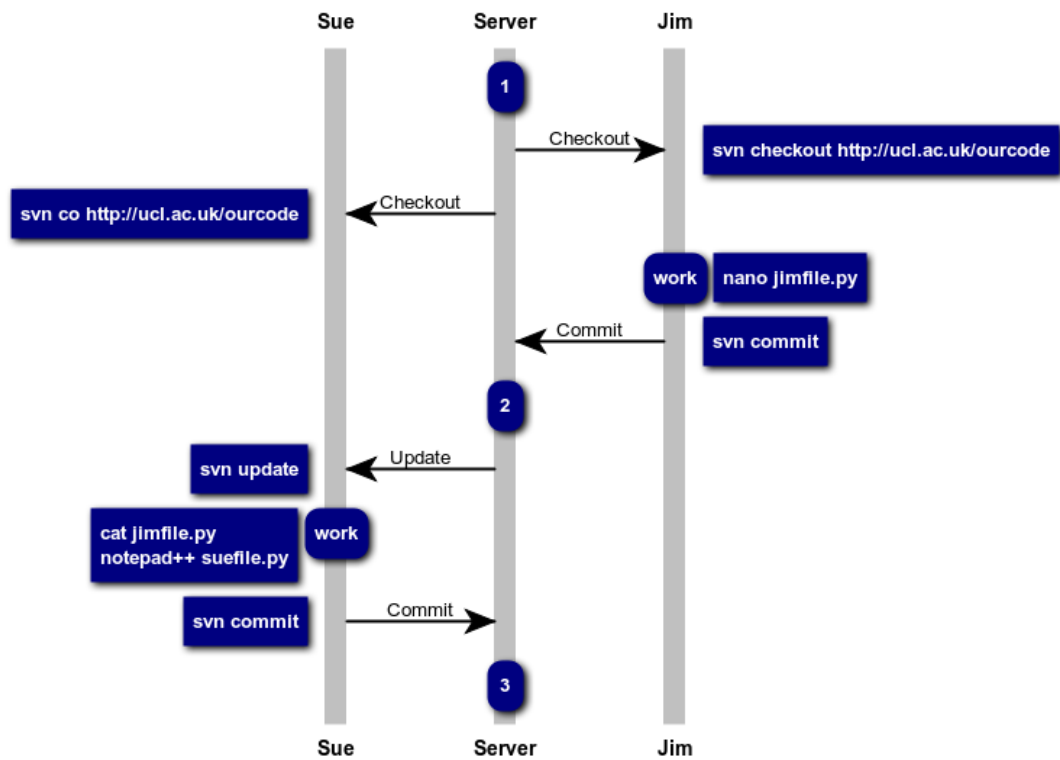 Sue
Server
Jim
1
Checkout
svn checkout http://ucl.ac.uk/ourcode
svn co http://ucl.ac.uk/ourcode
Checkout
work
nano jimfile.py
Commit
svn commit
2
svn update
Update
cat jimfile.py
notepad++ suefile.py
work
svn commit
Commit
3
Sue
Server
Jim